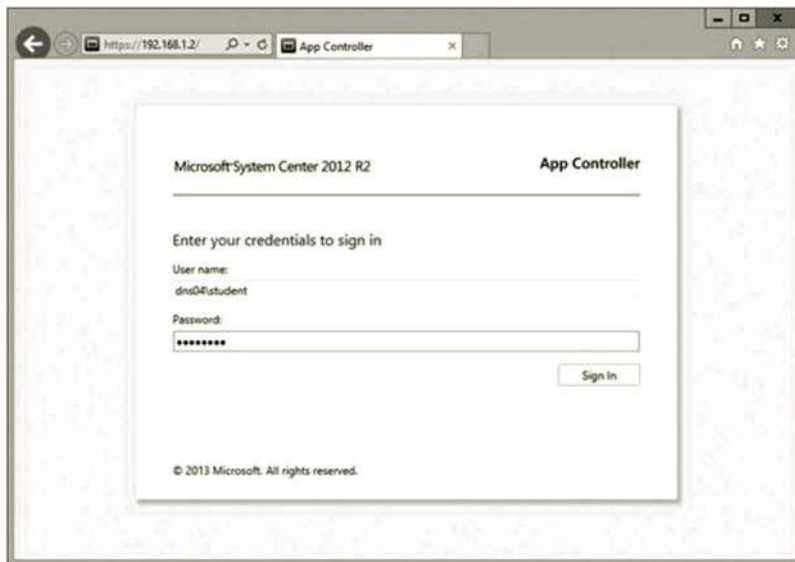 https://192.168.1.2/
App Controller
Microsoft System Center 2012 R2
App Controller
Enter your credentials to sign in
User name:
dns04\student
Password:
••••••••
Sign In
© 2013 Microsoft. All rights reserved.